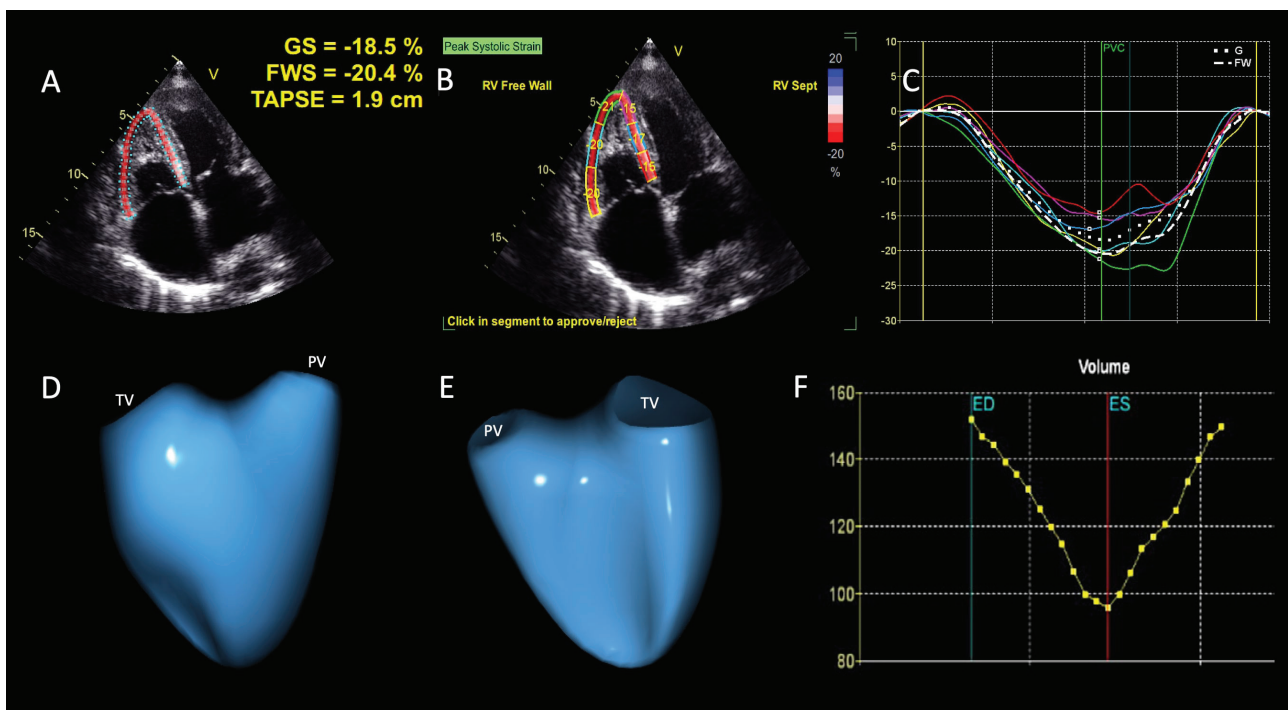 A
V
GS = -18.5 %
FWS = -20.4 %
TAPSE = 1.9 cm
5
10
15
Peak Systolic Strain
B
V
RV Free Wall
RV Sept
5
10
15
21
15
20
17
20
-16
20
-20
%
Click in segment to approve/reject
C
PVC
G
FW
10
5
0
-5
-10
-15
-20
-25
-30
D
TV
PV
E
PV
TV
F
Volume
ED
ES
160
140
120
100
80